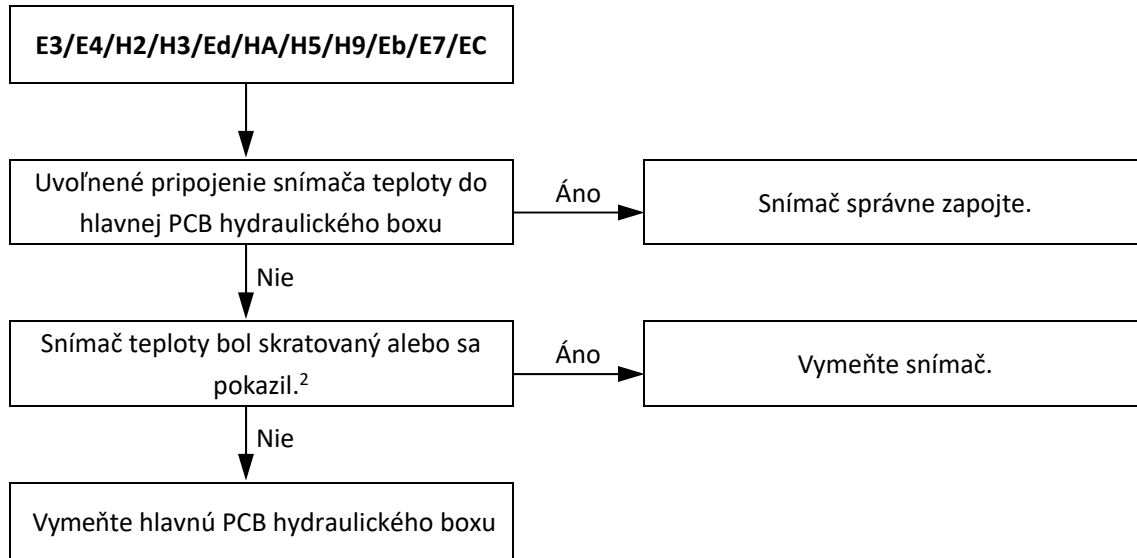 E3/E4/H2/H3/Ed/HA/H5/H9/Eb/E7/EC
Uvoľnené pripojenie snímača teploty do
hlavnej PCB hydraulického boxu
Áno
Snímač správne zapojte.
Nie
Snímač teploty bol skratovaný alebo sa
pokazil.²
Áno
Vymeňte snímač.
Nie
Vymeňte hlavnú PCB hydraulického boxu